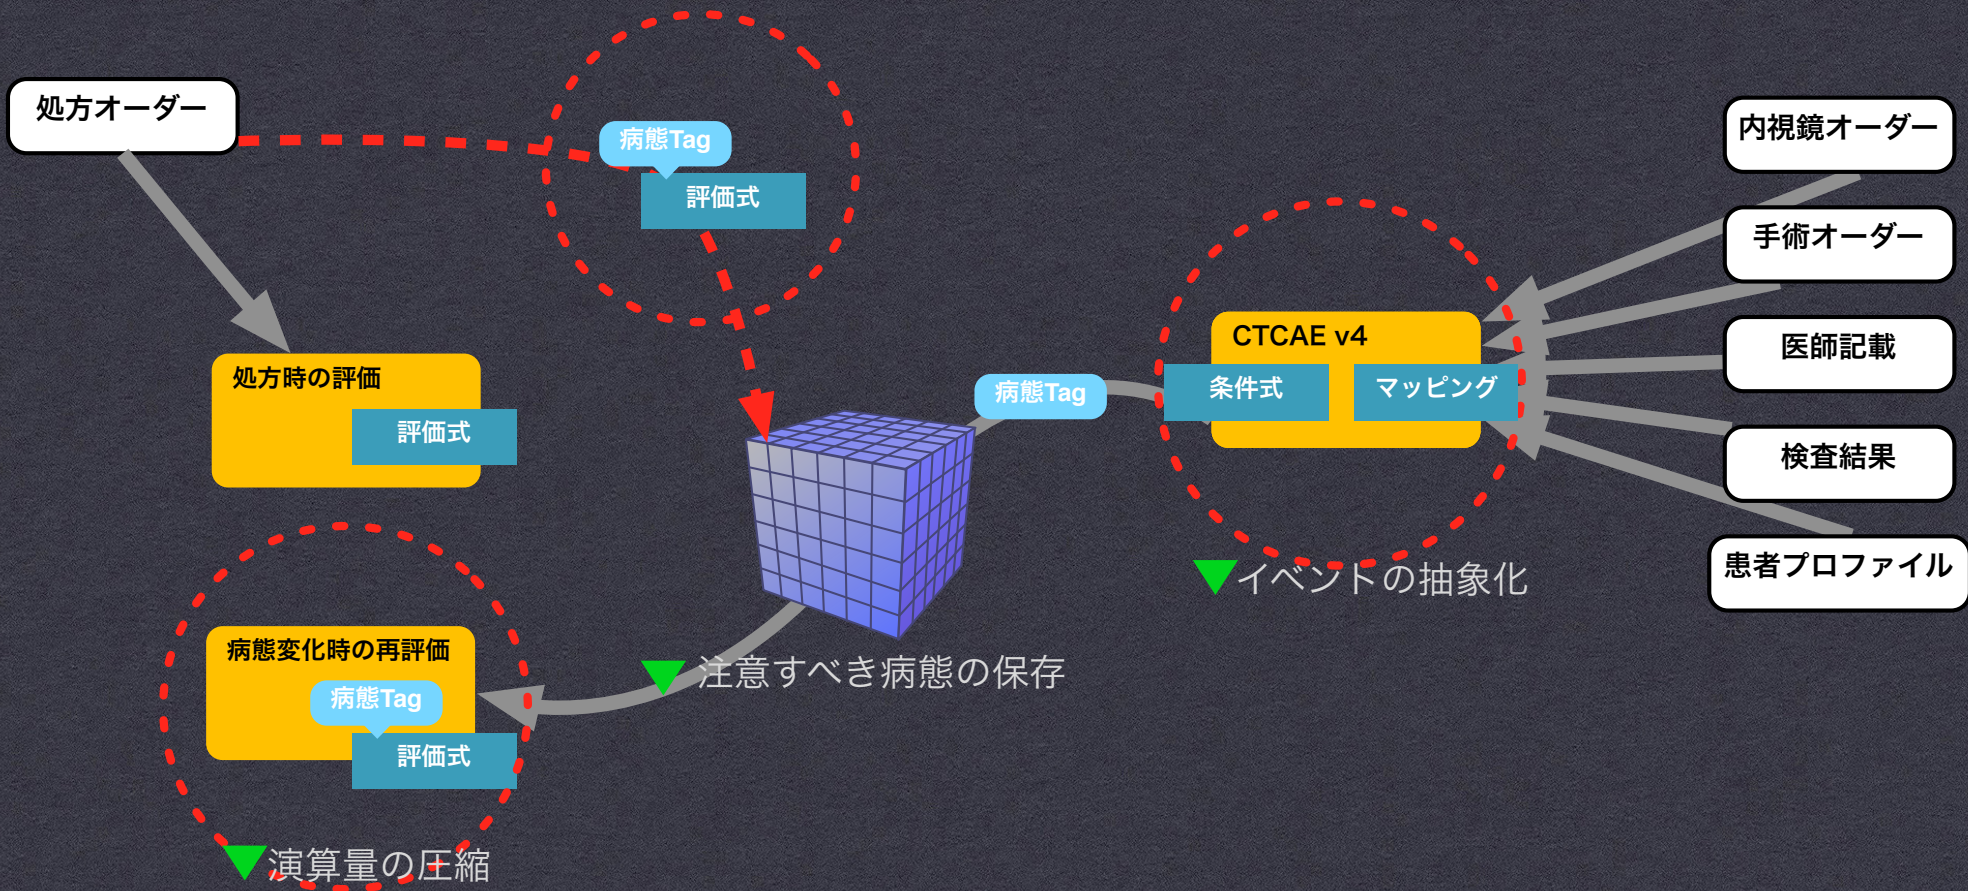 処方オーダー
病態Tag
評価式
内視鏡オーダー
手術オーダー
医師記載
検査結果
患者プロファイル
CTCAE v4
条件式
マッピング
病態Tag
処方時の評価
評価式
▼イベントの抽象化
▼注意すべき病態の保存
病態変化時の再評価
病態Tag
評価式
▼演算量の圧縮